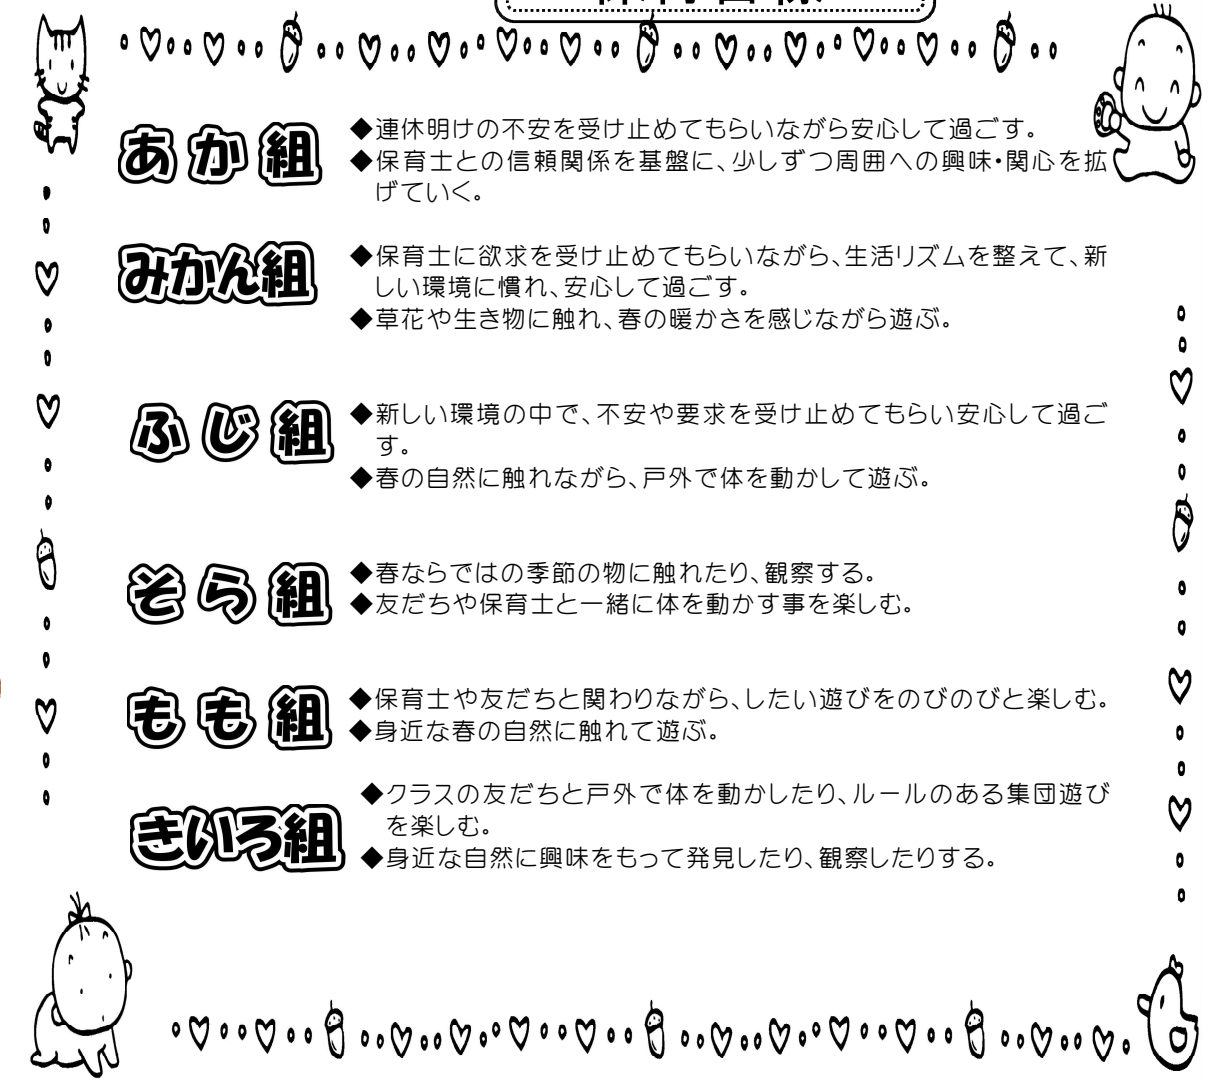 あか組
◆連休明けの不安を受け止めてもらいながら安心して過ごす。
◆保育士との信頼関係を基盤に、少しずつ周囲への興味・関心を拡
げていく。
みかん組
◆保育士に欲求を受け止めてもらいながら、生活リズムを整えて、新
しい環境に慣れ、安心して過ごす。
◆草花や生き物に触れ、春の暖かさを感じながら遊ぶ。
ふじ組
◆新しい環境の中で、不安や要求を受け止めてもらい安心して過ご
す。
◆春の自然に触れながら、戸外で体を動かして遊ぶ。
そら組
◆春ならではの季節の物に触れたり、観察する。
◆友だちや保育士と一緒に体を動かす事を楽しむ。
もも組
◆保育士や友だちと関わりながら、したい遊びをのびのびと楽しむ。
◆身近な春の自然に触れて遊ぶ。
きいろ組
◆クラスの友だちと戸外で体を動かしたり、ルールのある集団遊び
を楽しむ。
◆身近な自然に興味をもって発見したり、観察したりする。